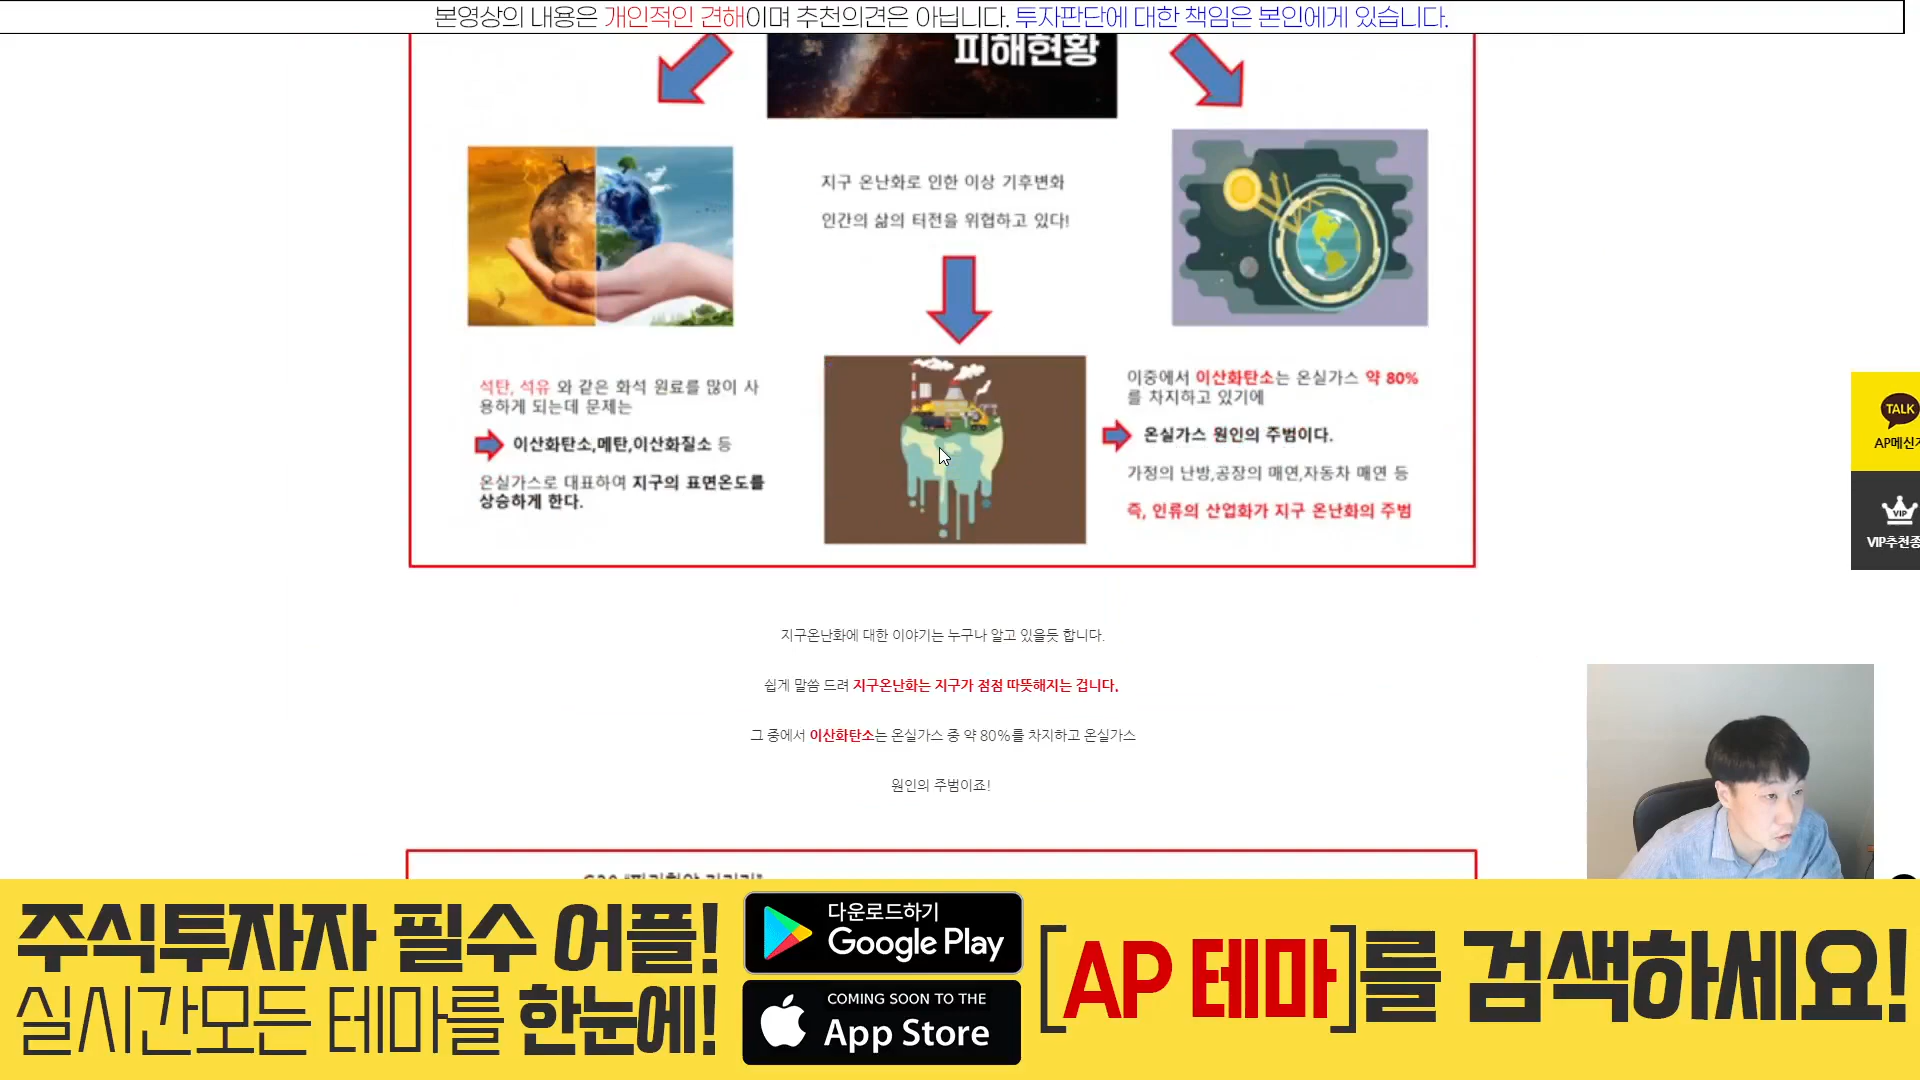 본영상의 내용은 개인적인 견해이며 추천의견은 아닙니다. 투자판단에 대한 책임은 본인에게 있습니다.
피해현황
지구 온난화로 인한 이상 기후변화
인간의 삶의 터전을 위협하고 있다!
석탄, 석유 와 같은 화석 원료를 많이 사
용하게 되는데 문제는
이산화탄소,메탄,이산화질소 등
온실가스로 대표하여 지구의 표면온도를
상승하게 한다.
이중에서 이산화탄소는 온실가스 약 80%
를 차지하고 있기에
온실가스 원인의 주범이다.
가정의 난방,공장의 매연,자동차 매연 등
즉, 인류의 산업화가 지구 온난화의 주범
TALK
AP메신저
VIP
VIP추천종
지구온난화에 대한 이야기는 누구나 알고 있을듯 합니다.
쉽게 말씀 드려 지구온난화는 지구가 점점 따뜻해지는 겁니다.
그 중에서 이산화탄소는 온실가스 중 약 80%를 차지하고 온실가스
원인의 주범이죠!
주식투자자 필수 어플!
실시간모든 테마를 한눈에!
다운로드하기
Google Play
COMING SOON TO THE
App Store
[AP 테마]를 검색하세요!